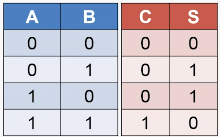 A B C S
0 0 0 0
0 1 0 1
1 0 0 1
1 1 1 0